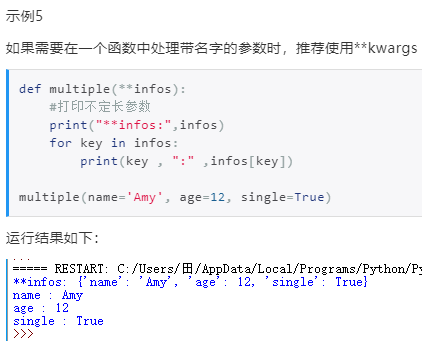 示例5
如果需要在一个函数中处理带名字的参数时，推荐使用**kwargs
def multiple(**infos):
    #打印不定长参数
    print("**infos:",infos)
    for key in infos:
        print(key , ":" ,infos[key])
multiple(name='Amy', age=12, single=True)
运行结果如下：
===== RESTART: C:/Users/田/AppData/Local/Programs/Python/Py
**infos: {'name': 'Amy', 'age': 12, 'single': True}
name : Amy
age : 12
single : True
>>>